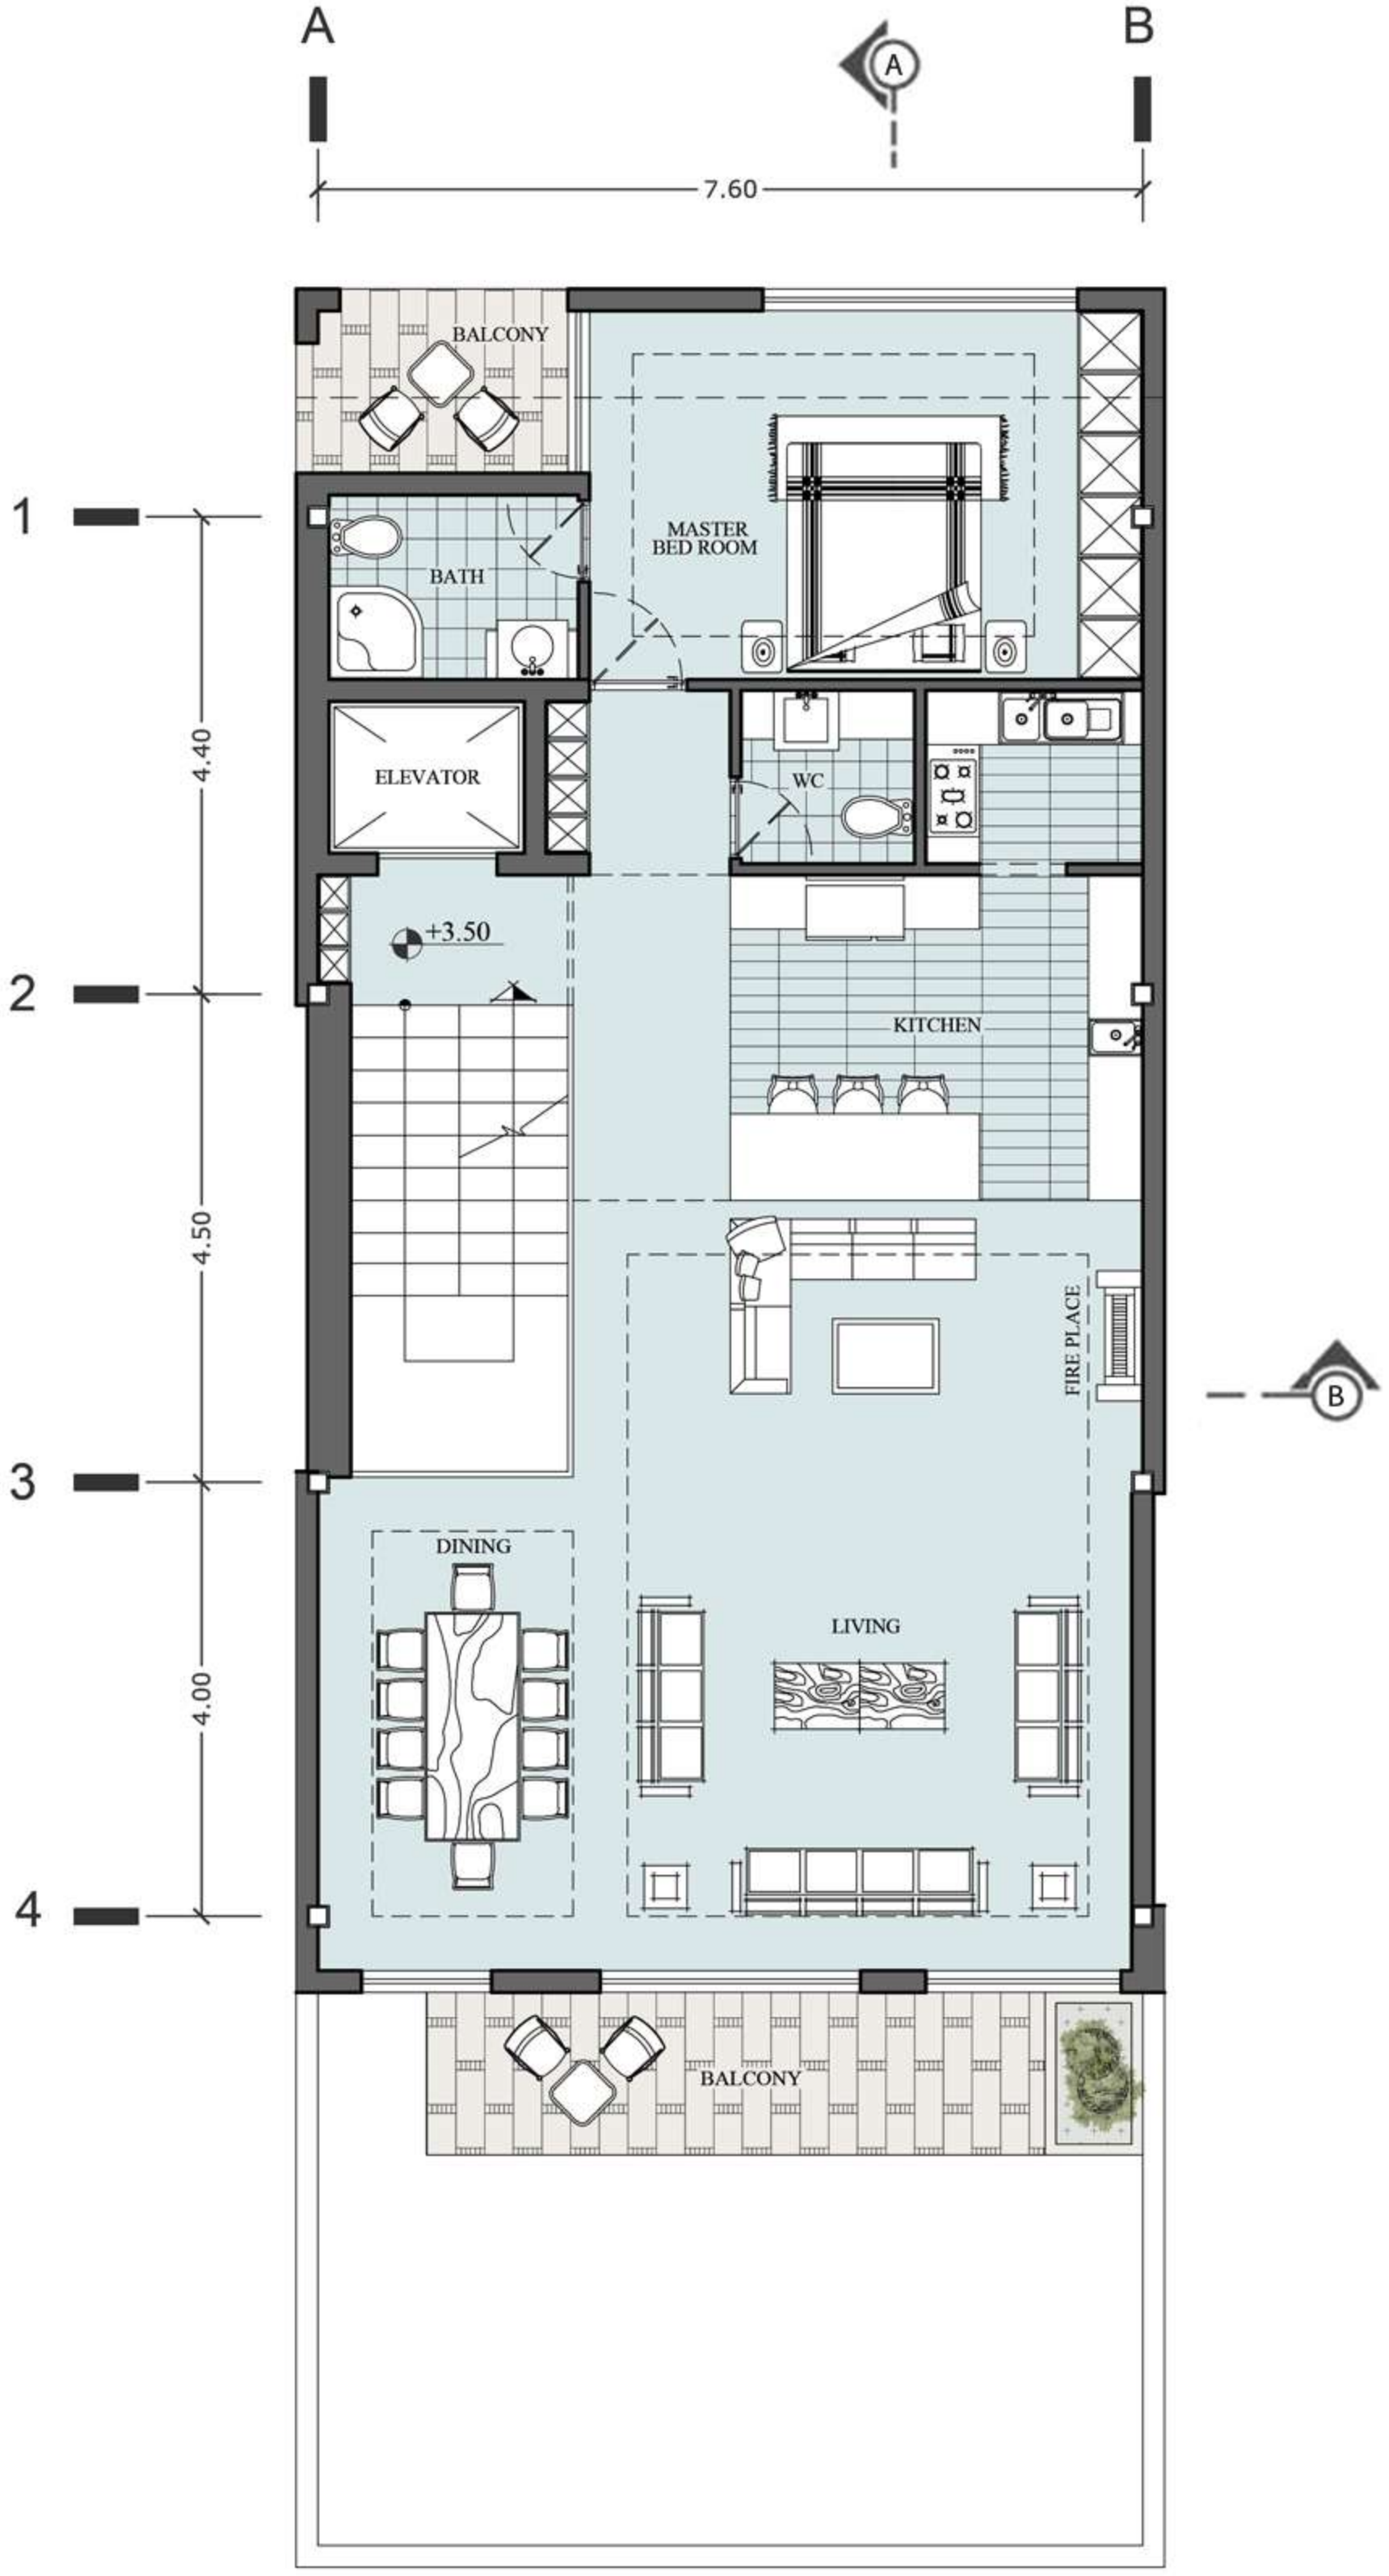 A
B
A
7.60
BALCONY
1
MASTER
BED ROOM
BATH
4.40
ELEVATOR
WC
+3.50
2
KITCHEN
4.50
FIRE PLACE
B
3
DINING
LIVING
4.00
4
BALCONY